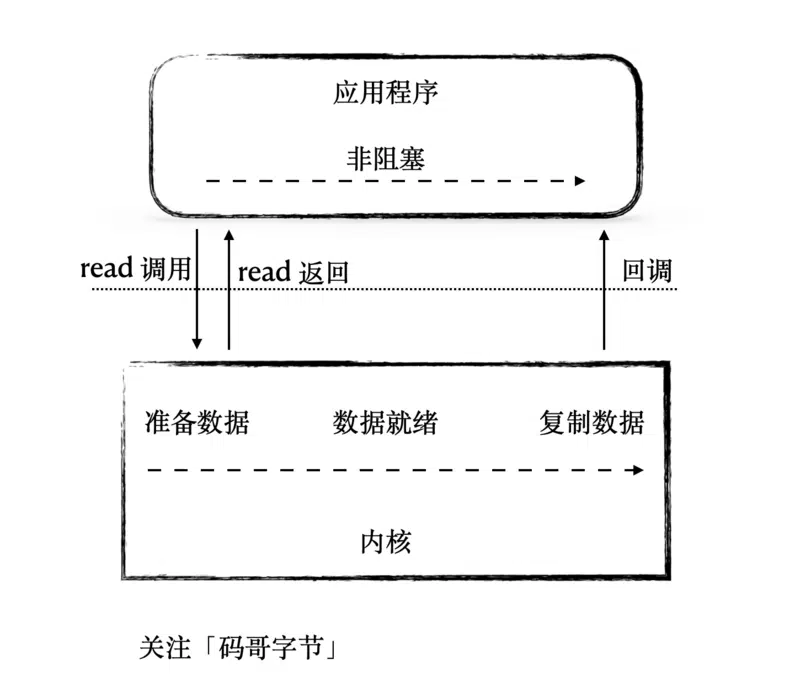 应用程序
非阻塞
read 调用
read 返回
回调
准备数据
数据就绪
复制数据
内核
关注「码哥字节」